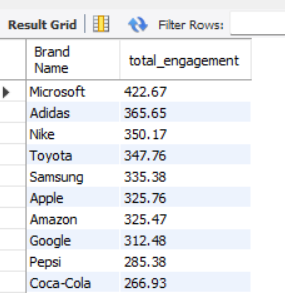 Result Grid Filter Rows:
Brand Name total_engagement
Microsoft 422.67
Adidas 365.65
Nike 350.17
Toyota 347.76
Samsung 335.38
Apple 325.76
Amazon 325.47
Google 312.48
Pepsi 285.38
Coca-Cola 266.93